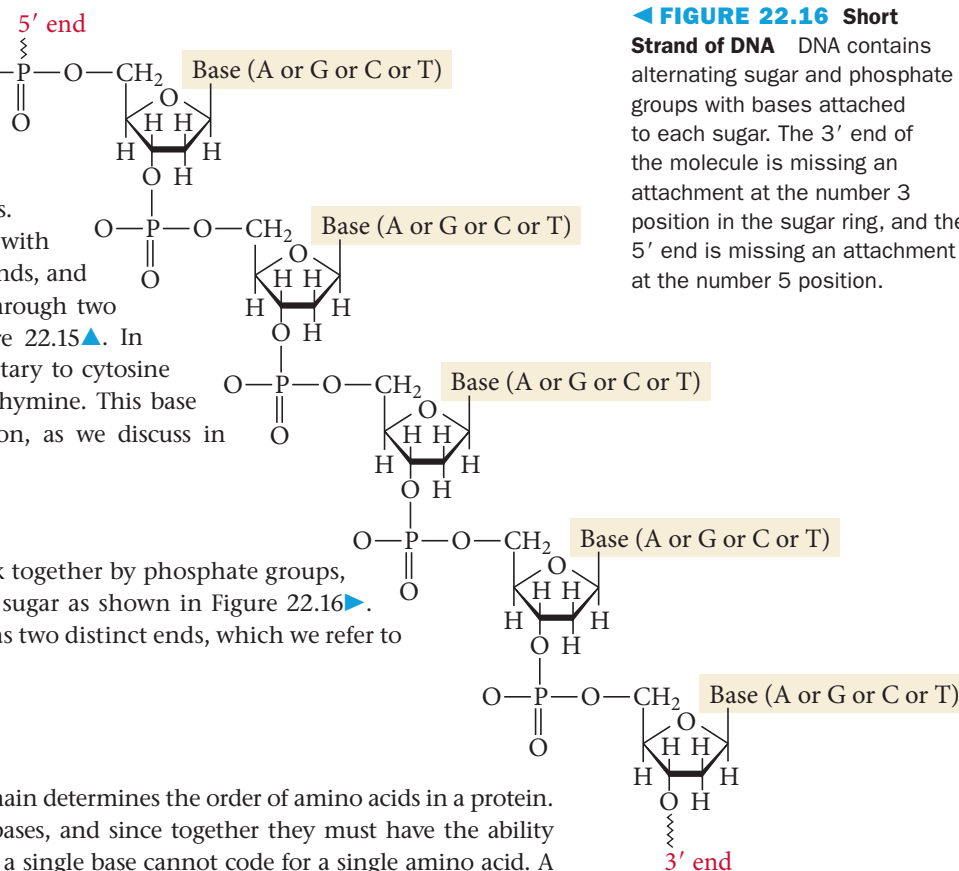 5′ end
—P—O—CH₂
Base (A or G or C or T)
O
O
H H
H H
O H
◄ FIGURE 22.16 Short
Strand of DNA DNA contains
alternating sugar and phosphate
groups with bases attached
to each sugar. The 3′ end of
the molecule is missing an
attachment at the number 3
position in the sugar ring, and the
5′ end is missing an attachment
at the number 5 position.
s.
with
nds, and
hrough two
re 22.15▲. In
tary to cytosine
hymine. This base
on, as we discuss in
O—P—O—CH₂
Base (A or G or C or T)
O
O
H H
H H
O H
O—P—O—CH₂
Base (A or G or C or T)
O
O
H H
H H
O H
O—P—O—CH₂
Base (A or G or C or T)
O
O
H H
H H
O H
k together by phosphate groups,
sugar as shown in Figure 22.16►.
as two distinct ends, which we refer to
O—P—O—CH₂
Base (A or G or C or T)
O
O
H H
H H
O H
3′ end
hain determines the order of amino acids in a protein.
bases, and since together they must have the ability
a single base cannot code for a single amino acid. A